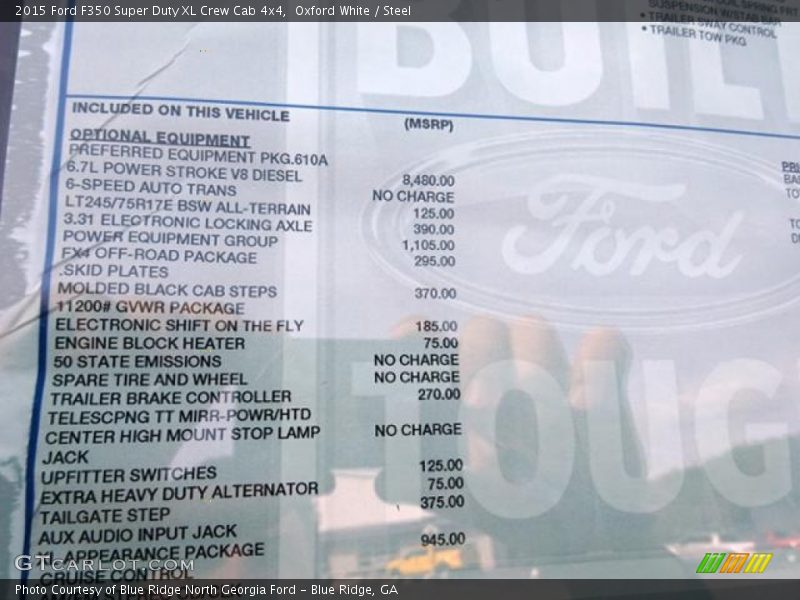 2015 Ford F350 Super Duty XL Crew Cab 4x4,  Oxford White / Steel
SUSPENSION W/STAB BAR
• TRAILER SWAY CONTROL
• TRAILER TOW PKG
BUILT
INCLUDED ON THIS VEHICLE (MSRP)
OPTIONAL EQUIPMENT
PREFERRED EQUIPMENT PKG.610A
6.7L POWER STROKE V8 DIESEL 8,480.00
6-SPEED AUTO TRANS NO CHARGE
LT245/75R17E BSW ALL-TERRAIN 125.00
3.31 ELECTRONIC LOCKING AXLE 390.00
POWER EQUIPMENT GROUP 1,105.00
FX4 OFF-ROAD PACKAGE 295.00
.SKID PLATES
MOLDED BLACK CAB STEPS 370.00
11200# GVWR PACKAGE
ELECTRONIC SHIFT ON THE FLY 185.00
ENGINE BLOCK HEATER 75.00
50 STATE EMISSIONS NO CHARGE
SPARE TIRE AND WHEEL NO CHARGE
TRAILER BRAKE CONTROLLER 270.00
TELESCPNG TT MIRR-POWR/HTD
CENTER HIGH MOUNT STOP LAMP NO CHARGE
JACK
UPFITTER SWITCHES 125.00
EXTRA HEAVY DUTY ALTERNATOR 75.00
TAILGATE STEP 375.00
AUX AUDIO INPUT JACK
XL APPEARANCE PACKAGE 945.00
CRUISE CONTROL
Ford
TOUG
GTcarlot.com
Photo Courtesy of Blue Ridge North Georgia Ford - Blue Ridge, GA